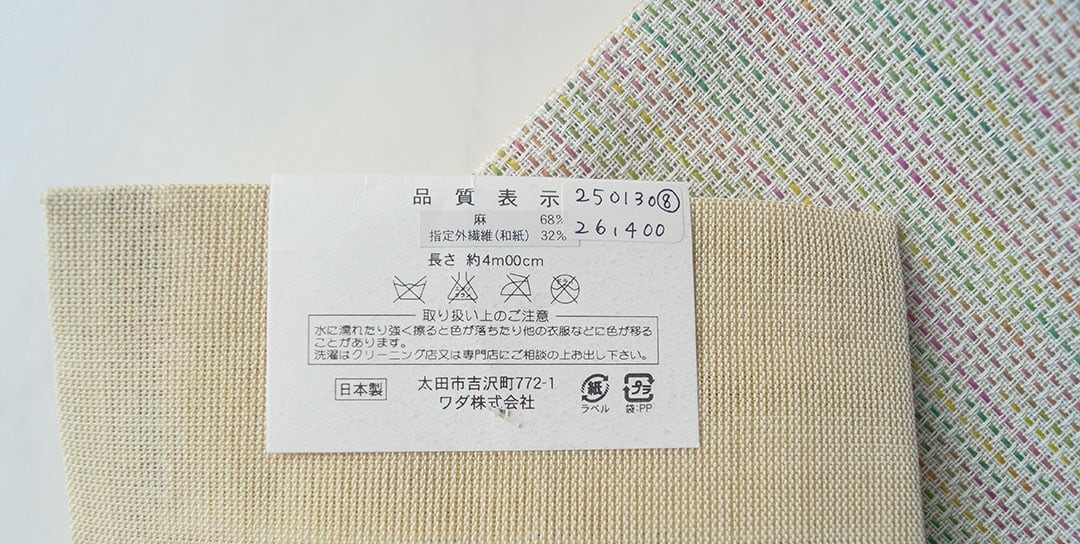 品質表示
250130⑧
261400
麻 68%
指定外繊維(和紙) 32%
長さ 約4m00cm
取り扱い上のご注意
水に濡れたり強く擦ると色が落ちたり他の衣服などに色が移る
ことがあります。
洗濯はクリーニング店又は専門店にご相談の上お出し下さい。
日本製
太田市吉沢町772-1
ワダ株式会社
紙
ラベル
プラ
袋:PP